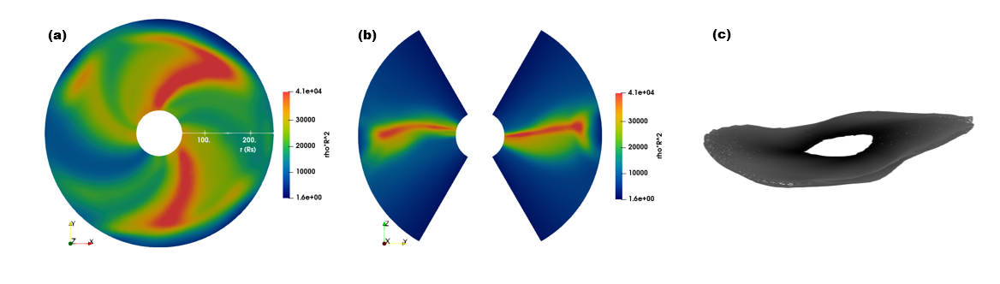 (a)
4.1e+04
30000
20000
10000
1.6e+00
rho*R^2
100.
200.
r (Rs)
Y
Z
X
(b)
4.1e+04
30000
20000
10000
1.6e+00
rho*R^2
Z
X
Y
(c)